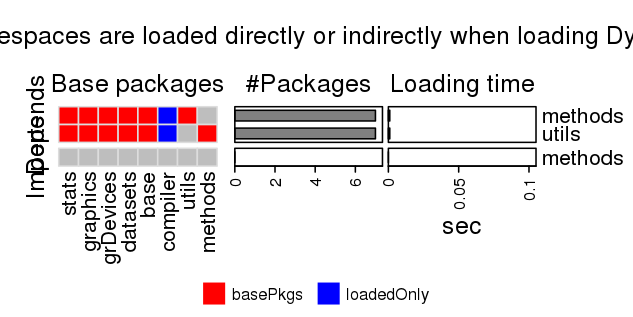 espaces are loaded directly or indirectly when loading Dy
Base packages
#Packages
Loading time
Depends
Imports
methods
utils
methods
stats
graphics
grDevices
datasets
base
compiler
utils
methods
0 2 4 6
0 0.05 0.1
sec
basePkgs
loadedOnly